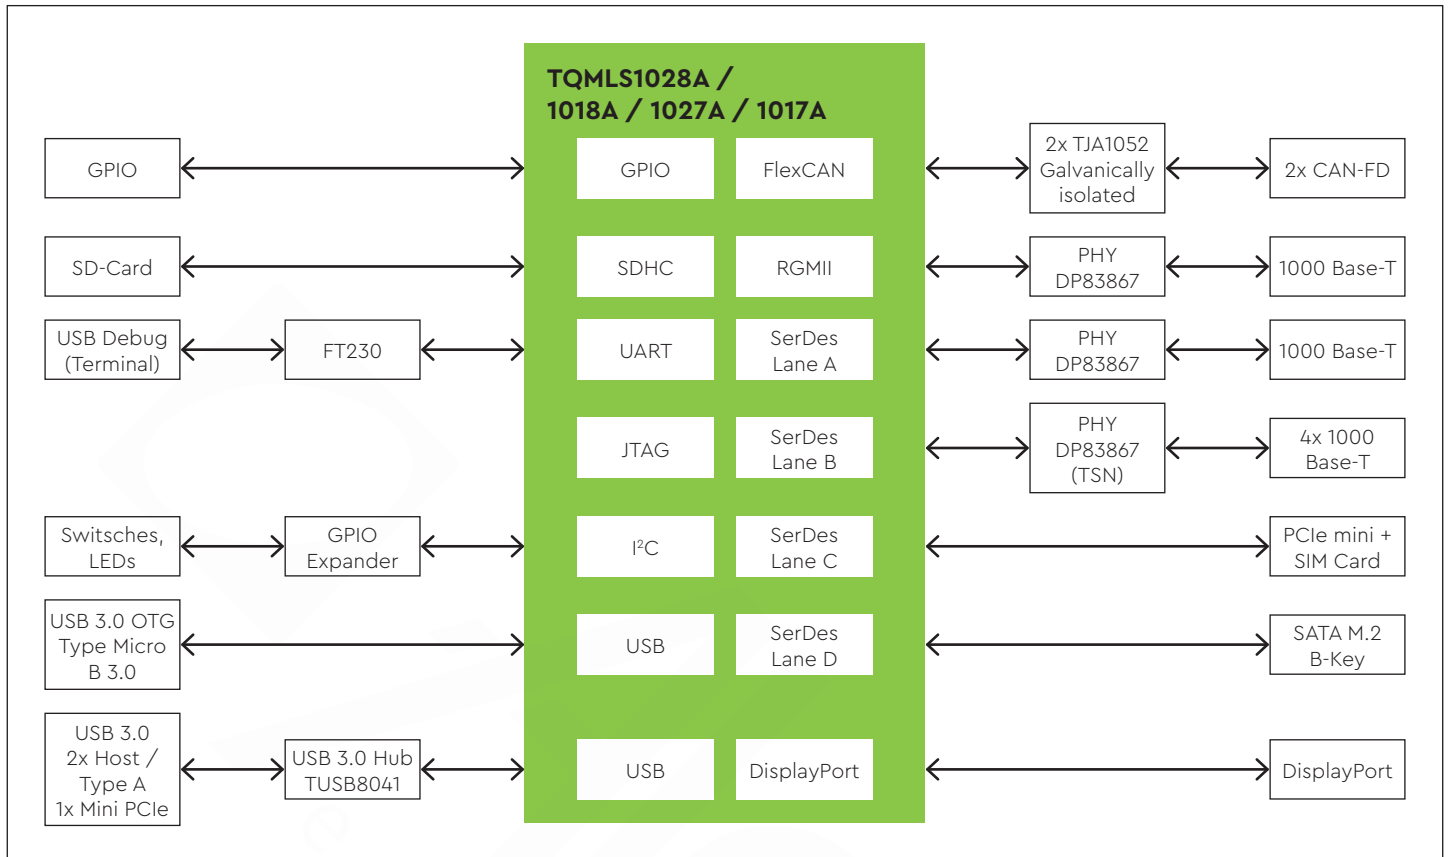 TQMLS1028A /
1018A / 1027A / 1017A
GPIO
GPIO
FlexCAN
2x TJA1052
Galvanically
isolated
2x CAN-FD
SD-Card
SDHC
RGMII
PHY
DP83867
1000 Base-T
USB Debug
(Terminal)
FT230
UART
SerDes
Lane A
PHY
DP83867
1000 Base-T
JTAG
SerDes
Lane B
PHY
DP83867
(TSN)
4x 1000
Base-T
Switsches,
LEDs
GPIO
Expander
I²C
SerDes
Lane C
PCIe mini +
SIM Card
USB 3.0 OTG
Type Micro
B 3.0
USB
SerDes
Lane D
SATA M.2
B-Key
USB 3.0
2x Host /
Type A
1x Mini PCIe
USB 3.0 Hub
TUSB8041
USB
DisplayPort
DisplayPort